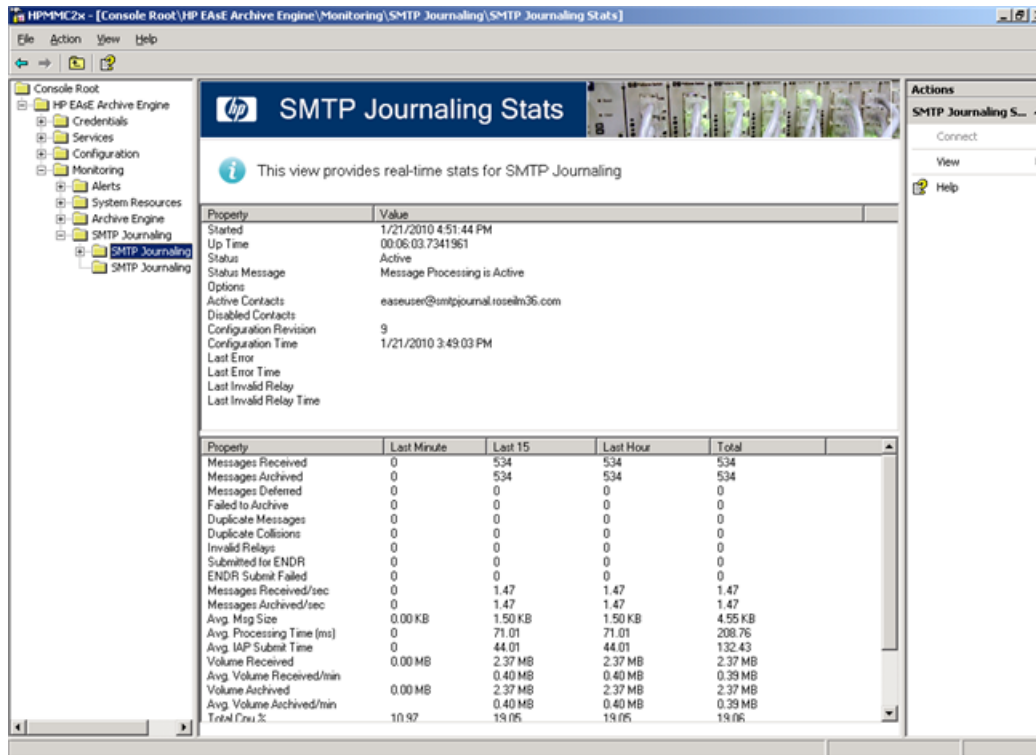 HPMMC2x - [Console Root\HP EAsE Archive Engine\Monitoring\SMTP Journaling\SMTP Journaling Stats]
File Action View Help
Console Root
HP EAsE Archive Engine
Credentials
Services
Configuration
Monitoring
Alerts
System Resources
Archive Engine
SMTP Journaling
SMTP Journaling
SMTP Journaling
hp SMTP Journaling Stats
i This view provides real-time stats for SMTP Journaling
Property Value
Started 1/21/2010 4:51:44 PM
Up Time 00:06:03.7341961
Status Active
Status Message Message Processing is Active
Options
Active Contacts easeuser@smtpjournal.roseilm36.com
Disabled Contacts
Configuration Revision 9
Configuration Time 1/21/2010 3:49:03 PM
Last Error
Last Error Time
Last Invalid Relay
Last Invalid Relay Time
Property Last Minute Last 15 Last Hour Total
Messages Received 0 534 534 534
Messages Archived 0 534 534 534
Messages Deferred 0 0 0 0
Failed to Archive 0 0 0 0
Duplicate Messages 0 0 0 0
Duplicate Collisions 0 0 0 0
Invalid Relays 0 0 0 0
Submitted for ENDR 0 0 0 0
ENDR Submit Failed 0 0 0 0
Messages Received/sec 0 1.47 1.47 1.47
Messages Archived/sec 0 1.47 1.47 1.47
Avg. Msg Size 0.00 KB 1.50 KB 1.50 KB 4.55 KB
Avg. Processing Time (ms) 0 71.01 71.01 208.76
Avg. IAP Submit Time 0 44.01 44.01 132.43
Volume Received 0.00 MB 2.37 MB 2.37 MB 2.37 MB
Avg. Volume Received/min 0.40 MB 0.40 MB 0.39 MB
Volume Archived 0.00 MB 2.37 MB 2.37 MB 2.37 MB
Avg. Volume Archived/min 0.40 MB 0.40 MB 0.39 MB
Total Cpu % 10.97 19.05 19.05 19.06
Actions
SMTP Journaling S...
Connect
View
Help